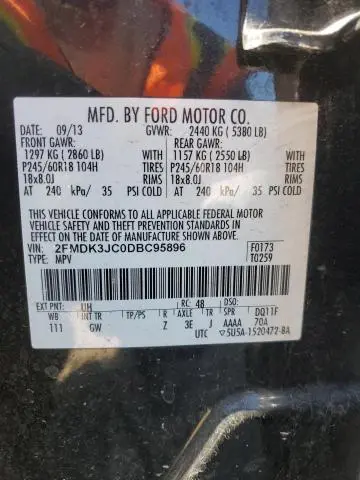 MFD. BY FORD MOTOR CO.
DATE: 09/13 GVWR: 2440 KG ( 5380 LB)
FRONT GAWR: REAR GAWR:
1297 KG ( 2860 LB) WITH 1157 KG ( 2550 LB) WITH
P245/60R18 104H TIRES P245/60R18 104H TIRES
18x8.0J RIMS 18x8.0J RIMS
AT 240 kPa/ 35 PSI COLD AT 240 kPa/ 35 PSI COLD
THIS VEHICLE CONFORMS TO ALL APPLICABLE FEDERAL MOTOR
VEHICLE SAFETY AND THEFT PREVENTION STANDARDS IN EFFECT ON
THE DATE OF MANUFACTURE SHOWN ABOVE.
VIN: 2FMDK3JC0DBC95896 F0173
TYPE: MPV T0259
EXT PNT: UH RC: 48 DSO:
WB INT TR TP/PS R AXLE TR SPR DQ11F
111 GW Z 3E J AAAA 70A
UTC ▽5U5A-1520472-BA